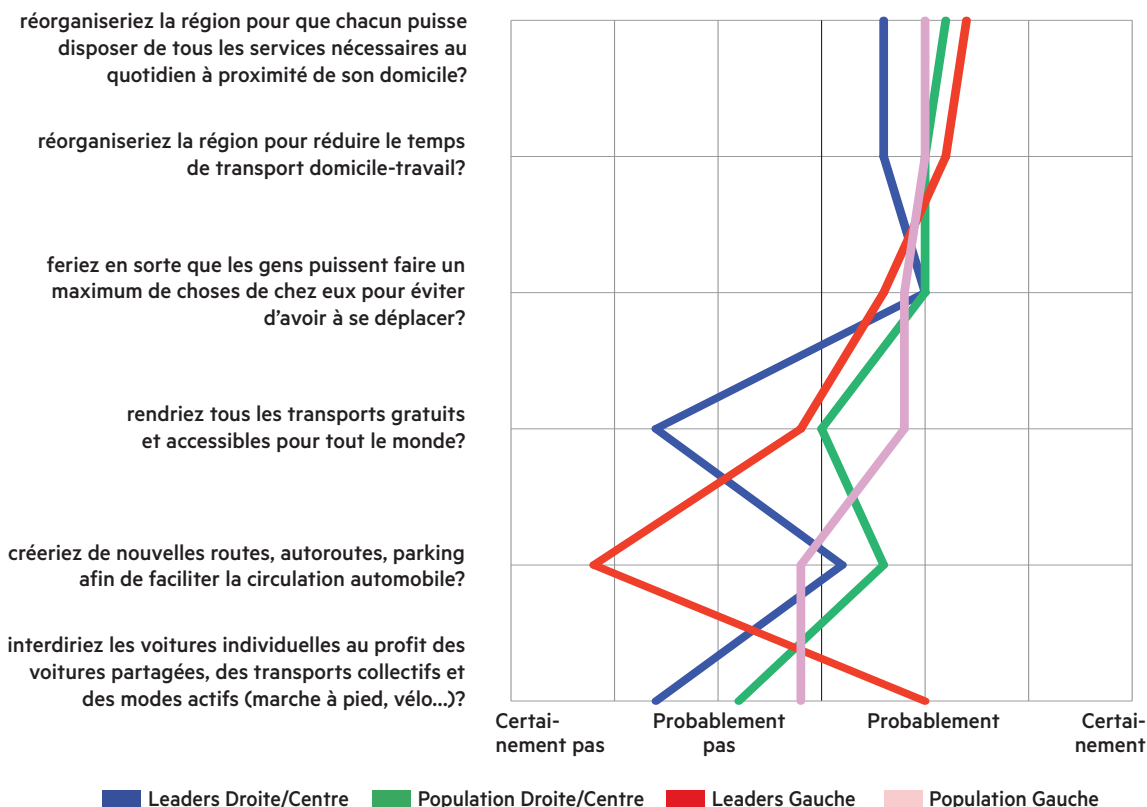 réorganiseriez la région pour que chacun puisse
disposer de tous les services nécessaires au
quotidien à proximité de son domicile?
réorganiseriez la région pour réduire le temps
de transport domicile-travail?
feriez en sorte que les gens puissent faire un
maximum de choses de chez eux pour éviter
d'avoir à se déplacer?
rendriez tous les transports gratuits
et accessibles pour tout le monde?
créeriez de nouvelles routes, autoroutes, parking
afin de faciliter la circulation automobile?
interdiriez les voitures individuelles au profit des
voitures partagées, des transports collectifs et
des modes actifs (marche à pied, vélo...)?
Certai-
nement pas
Probablement
pas
Probablement
Certai-
nement
Leaders Droite/Centre
Population Droite/Centre
Leaders Gauche
Population Gauche